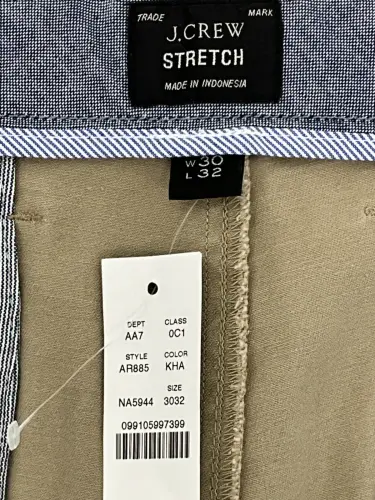 TRADE MARK
J.CREW
STRETCH
MADE IN INDONESIA
W30
L32
DEPT CLASS
AA7 0C1
STYLE COLOR
AR885 KHA
SIZE
NA5944 3032
099105997399